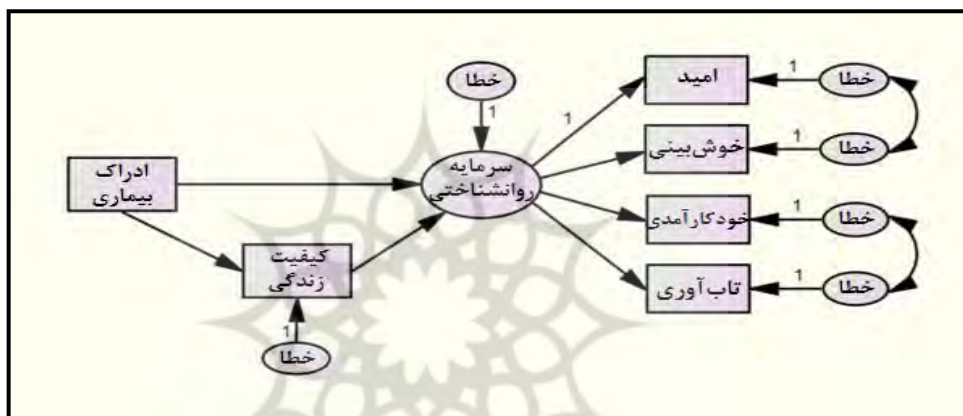 خطا
1
امید
1
خطا
1
خوش‌بینی
1
خطا
سرمایه
روانشناختی
ادراک
بیماری
خودکارآمدی
1
خطا
کیفیت
زندگی
تاب‌آوری
1
خطا
1
خطا